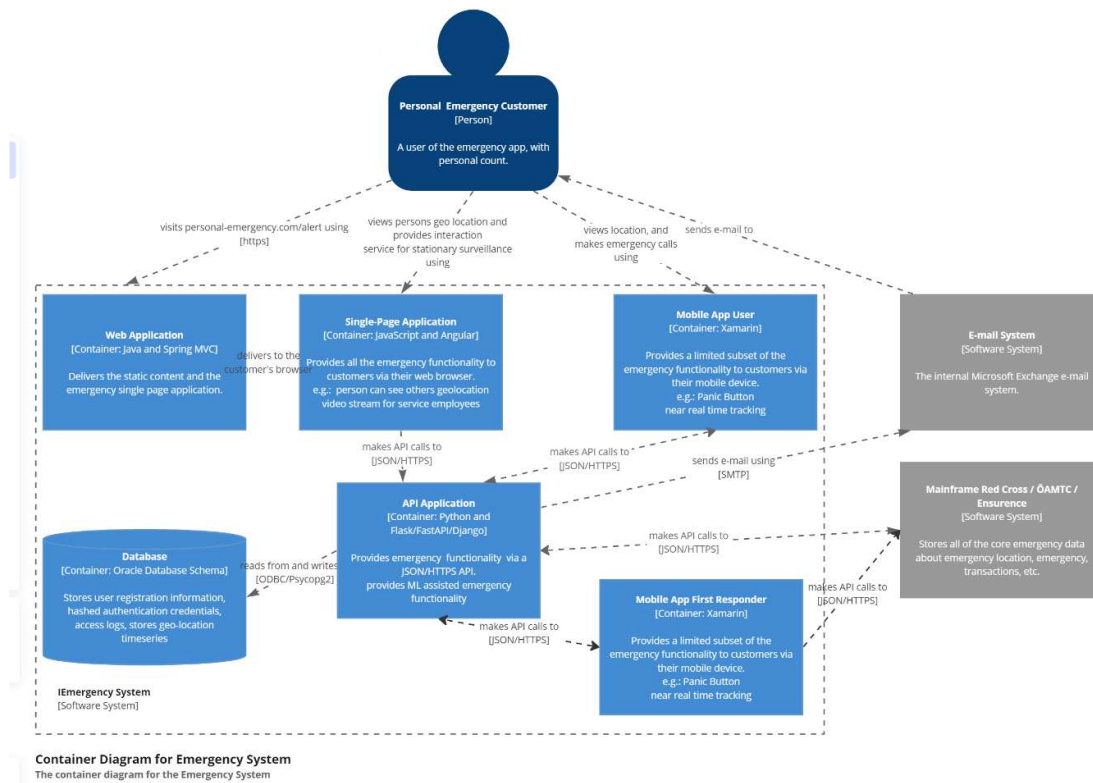 Personal Emergency Customer
[Person]
A user of the emergency app, with
personal count.
visits personal-emergency.com/alert using
[https]
views persons geo location and
provides interaction
service for stationary surveillance
using
views location, and
makes emergency calls
using
sends e-mail to
Web Application
[Container: Java and Spring MVC]
Delivers the static content and the
emergency single page application.
delivers to the
customer's browser
Single-Page Application
[Container: JavaScript and Angular]
Provides all the emergency functionality to
customers via their web browser.
e.g.: person can see others geolocation
video stream for service employees
Mobile App User
[Container: Xamarin]
Provides a limited subset of the
emergency functionality to customers via
their mobile device.
e.g.: Panic Button
near real time tracking
E-mail System
[Software System]
The internal Microsoft Exchange e-mail
system.
makes API calls to
[JSON/HTTPS]
makes API calls to
[JSON/HTTPS]
sends e-mail using
[SMTP]
Mainframe Red Cross / ÖAMTC /
Ensurence
[Software System]
Stores all of the core emergency data
about emergency location, emergency,
transactions, etc.
API Application
[Container: Python and
Flask/FastAPI/Django]
Provides emergency functionality via a
JSON/HTTPS API.
provides ML assisted emergency
functionality
makes API calls to
[JSON/HTTPS]
Database
[Container: Oracle Database Schema]
Stores user registration information,
hashed authentication credentials,
access logs, stores geo-location
timeseries
reads from and writes
[ODBC/Psycopg2]
makes API calls to
[JSON/HTTPS]
makes API calls to
[JSON/HTTPS]
Mobile App First Responder
[Container: Xamarin]
Provides a limited subset of the
emergency functionality to customers via
their mobile device.
e.g.: Panic Button
near real time tracking
IEmergency System
[Software System]
Container Diagram for Emergency System
The container diagram for the Emergency System